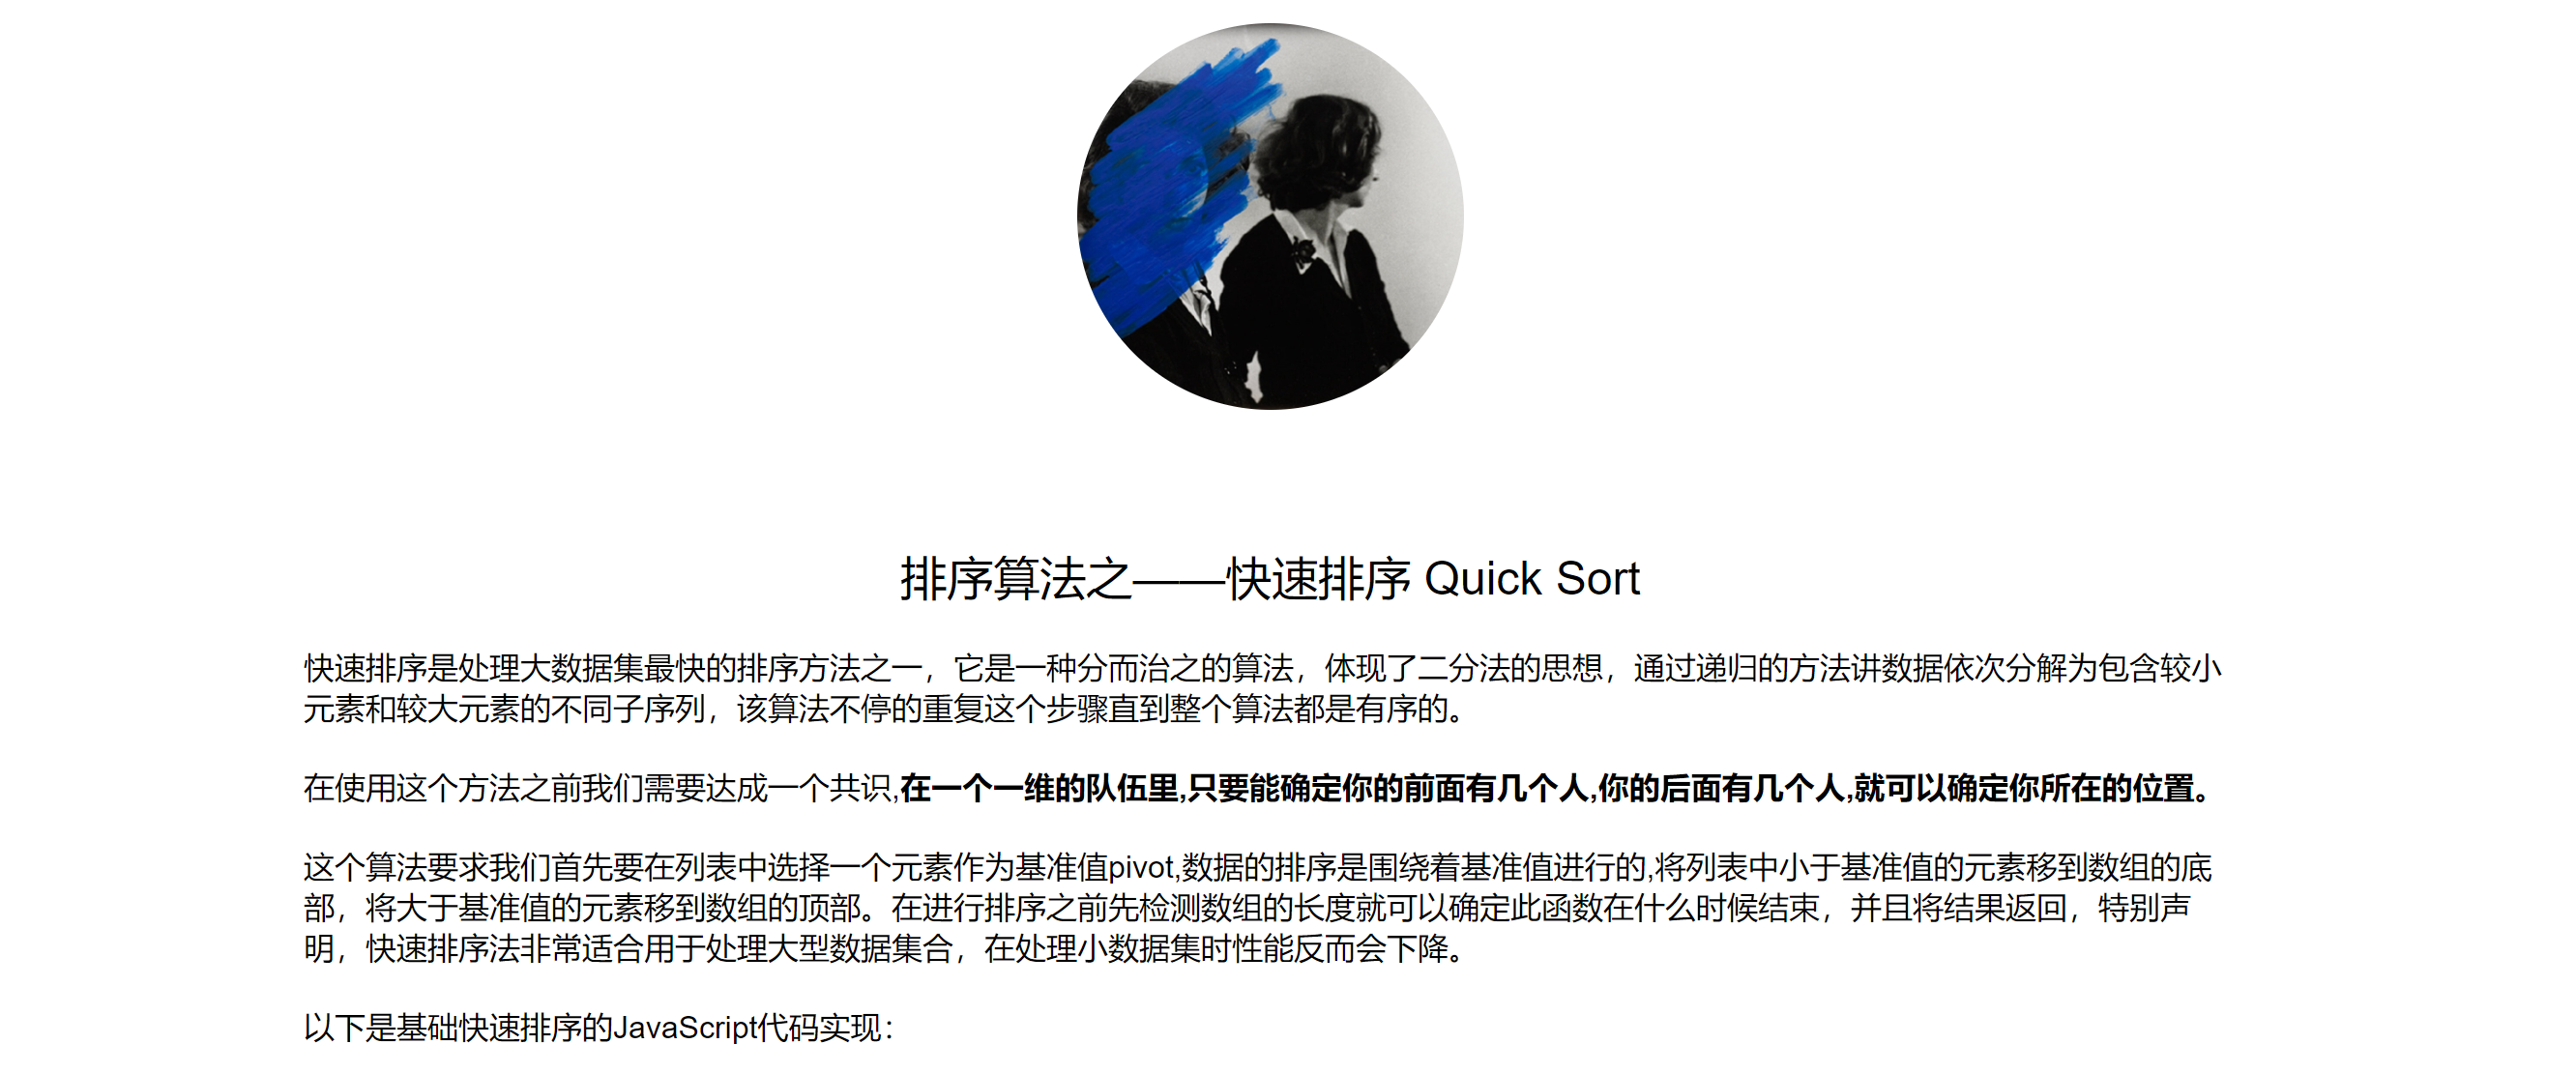 排序算法之——快速排序 Quick Sort
快速排序是处理大数据集最快的排序方法之一，它是一种分而治之的算法，体现了二分法的思想，通过递归的方法讲数据依次分解为包含较小
元素和较大元素的不同子序列，该算法不停的重复这个步骤直到整个算法都是有序的。
在使用这个方法之前我们需要达成一个共识,在一个一维的队伍里,只要能确定你的前面有几个人,你的后面有几个人,就可以确定你所在的位置。
这个算法要求我们首先要在列表中选择一个元素作为基准值pivot,数据的排序是围绕着基准值进行的,将列表中小于基准值的元素移到数组的底
部，将大于基准值的元素移到数组的顶部。在进行排序之前先检测数组的长度就可以确定此函数在什么时候结束，并且将结果返回，特别声
明，快速排序法非常适合用于处理大型数据集合，在处理小数据集时性能反而会下降。
以下是基础快速排序的JavaScript代码实现：